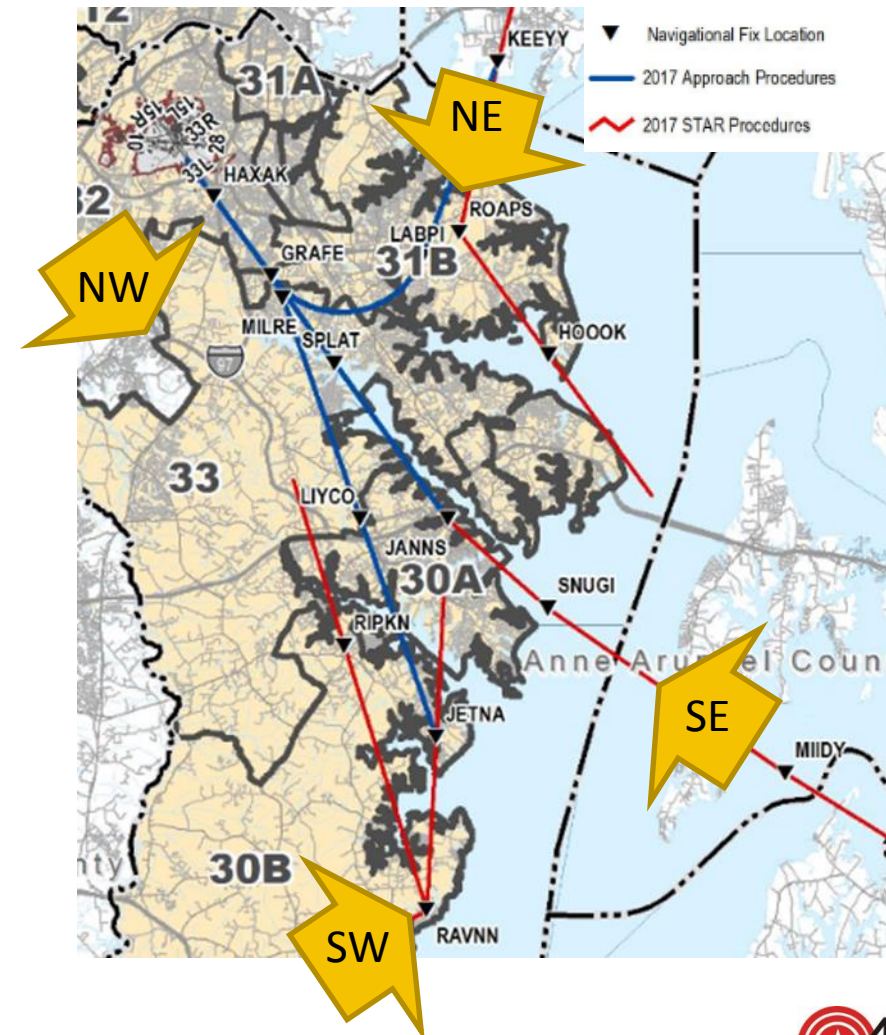 12
KEEYY
Navigational Fix Location
2017 Approach Procedures
2017 STAR Procedures
31A
NE
15R
15L
33R
10
33L
28
HAXAK
32
ROAPS
LABPI
31B
GRAFE
NW
MILRE
SPLAT
HOOOK
97
33
LIYCO
JANNS
30A
SNUGI
RIPKN
Anne Arun el Coun
SE
JETNA
MIIDY
nty
30B
RAVNN
SW